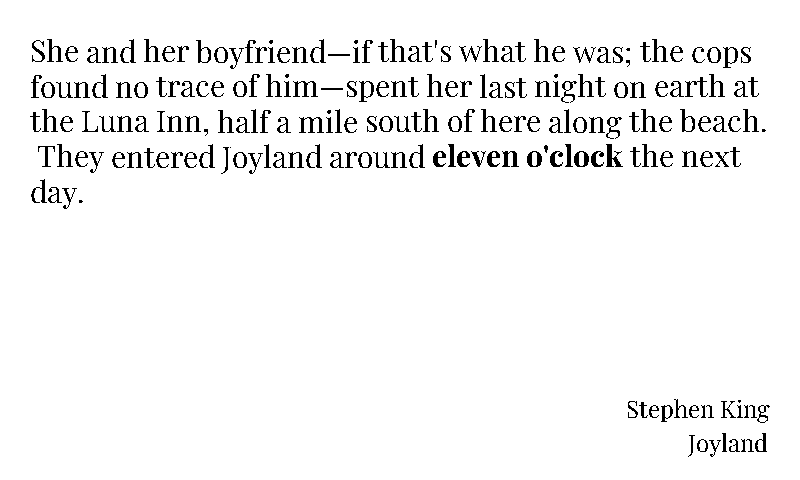 She and her boyfriend—if that's what he was; the cops
found no trace of him—spent her last night on earth at
the Luna Inn, half a mile south of here along the beach.
They entered Joyland around eleven o'clock the next
day.
Stephen King
Joyland